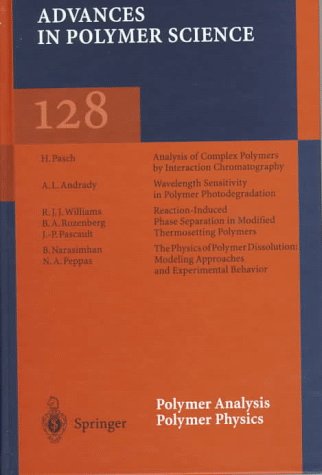 ADVANCES
IN POLYMER SCIENCE
128
H. Pasch Analysis of Complex Polymers
by Interaction Chromatography
A. L. Andrady Wavelength Sensitivity
in Polymer Photodegradation
R. J. J. Williams Reaction-Induced
B. A. Rozenberg Phase Separation in Modified
J.-P. Pascault Thermosetting Polymers
B. Narasimhan The Physics of Polymer Dissolution:
N. A. Peppas Modeling Approaches
and Experimental Behavior
Springer
Polymer Analysis
Polymer Physics